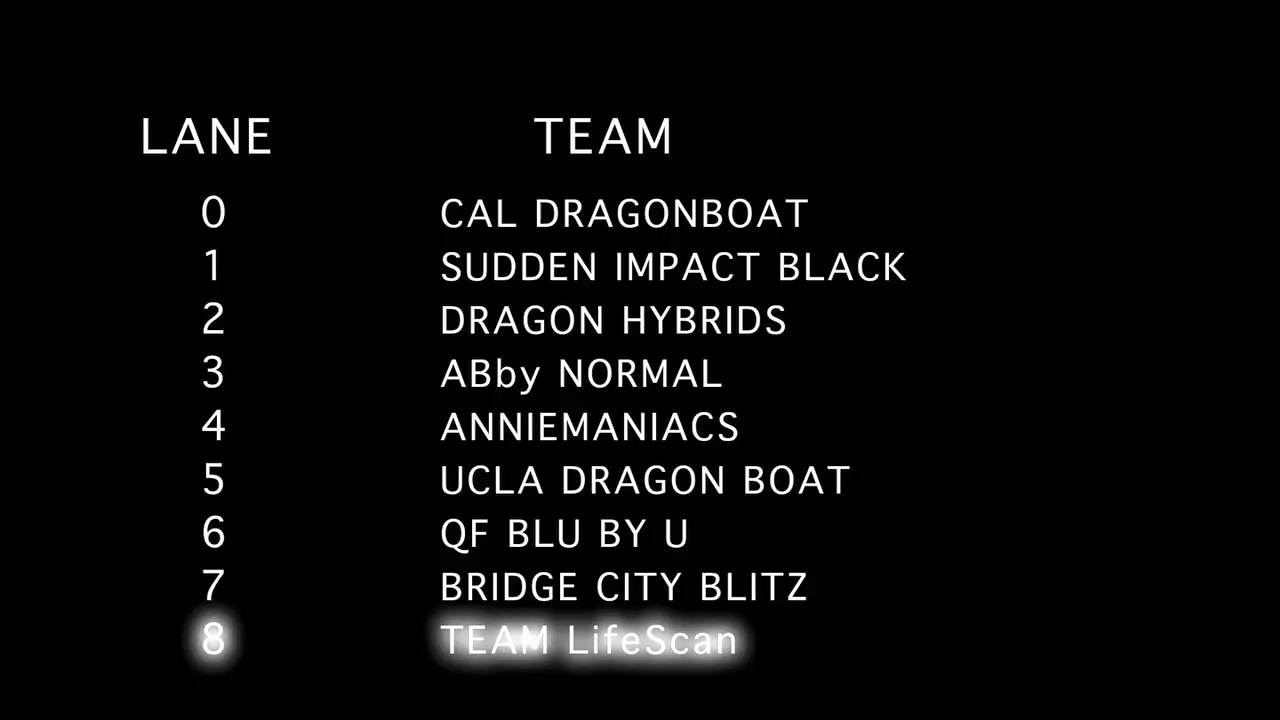 LANE TEAM
0 CAL DRAGONBOAT
1 SUDDEN IMPACT BLACK
2 DRAGON HYBRIDS
3 ABby NORMAL
4 ANNIEMANIACS
5 UCLA DRAGON BOAT
6 QF BLU BY U
7 BRIDGE CITY BLITZ
8 TEAM LifeScan